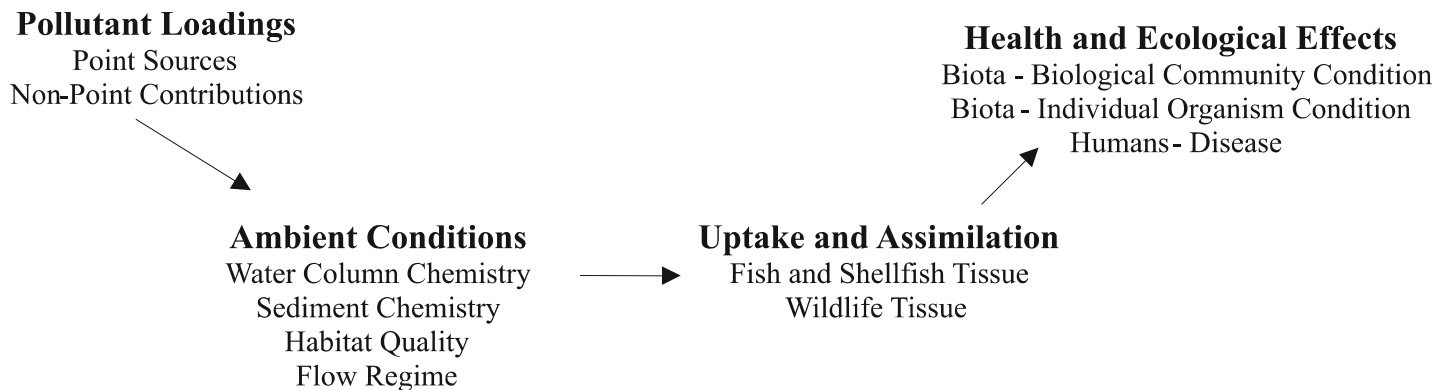 Pollutant Loadings
Point Sources
Non-Point Contributions
Health and Ecological Effects
Biota - Biological Community Condition
Biota - Individual Organism Condition
Humans - Disease
Ambient Conditions
Water Column Chemistry
Sediment Chemistry
Habitat Quality
Flow Regime
Uptake and Assimilation
Fish and Shellfish Tissue
Wildlife Tissue